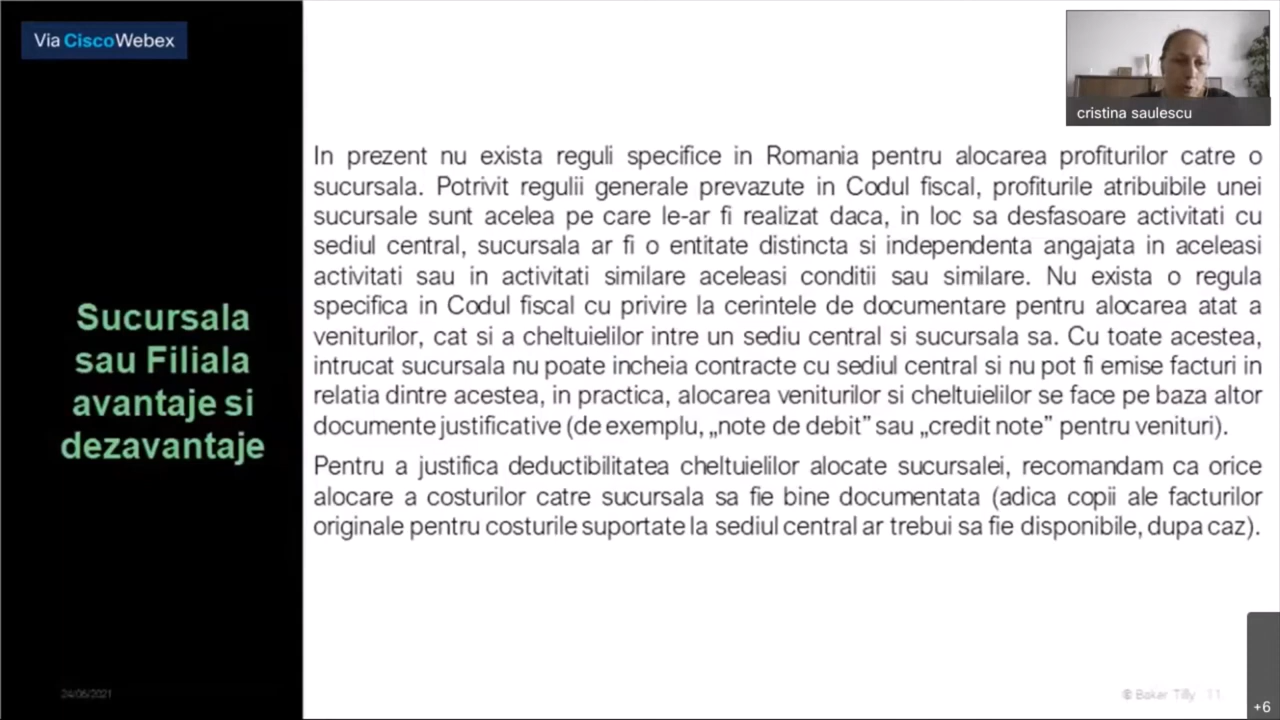 Via CiscoWebex
cristina saulescu
Sucursala
sau Filiala
avantaje si
dezavantaje
In prezent nu exista reguli specifice in Romania pentru alocarea profiturilor catre o
sucursala. Potrivit regulii generale prevazute in Codul fiscal, profiturile atribuibile unei
sucursale sunt acelea pe care le-ar fi realizat daca, in loc sa desfasoare activitati cu
sediul central, sucursala ar fi o entitate distincta si independenta angajata in aceleasi
activitati sau in activitati similare aceleasi conditii sau similare. Nu exista o regula
specifica in Codul fiscal cu privire la cerintele de documentare pentru alocarea atat a
veniturilor, cat si a cheltuielilor intre un sediu central si sucursala sa. Cu toate acestea,
intrucat sucursala nu poate incheia contracte cu sediul central si nu pot fi emise facturi in
relatia dintre acestea, in practica, alocarea veniturilor si cheltuielilor se face pe baza altor
documente justificative (de exemplu, „note de debit” sau „credit note” pentru venituri).
Pentru a justifica deductibilitatea cheltuielilor alocate sucursalei, recomandam ca orice
alocare a costurilor catre sucursala sa fie bine documentata (adica copii ale facturilor
originale pentru costurile suportate la sediul central ar trebui sa fie disponibile, dupa caz).
24/06/2021
© Baker Tilly 11
+6